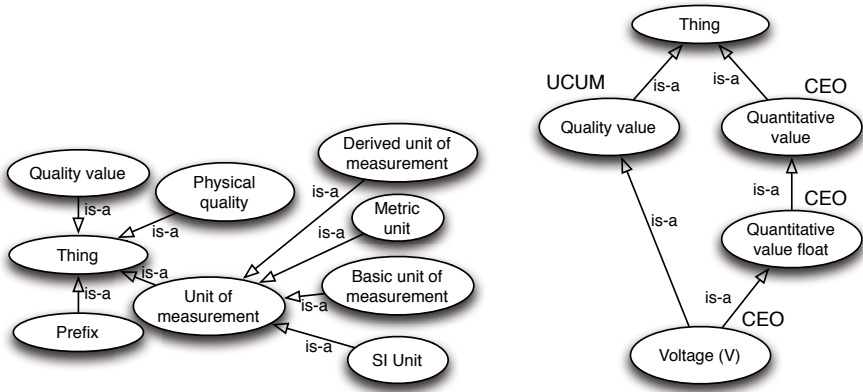 Quality value
is-a
Physical
quality
is-a
Thing
is-a
Prefix
is-a
Unit of
measurement
Derived unit of
measurement
is-a
Metric
unit
is-a
Basic unit of
measurement
is-a
SI Unit
is-a
Thing
UCUM
is-a
is-a
CEO
Quality value
Quantitative
value
is-a
is-a
CEO
Quantitative
value float
is-a
CEO
Voltage (V)